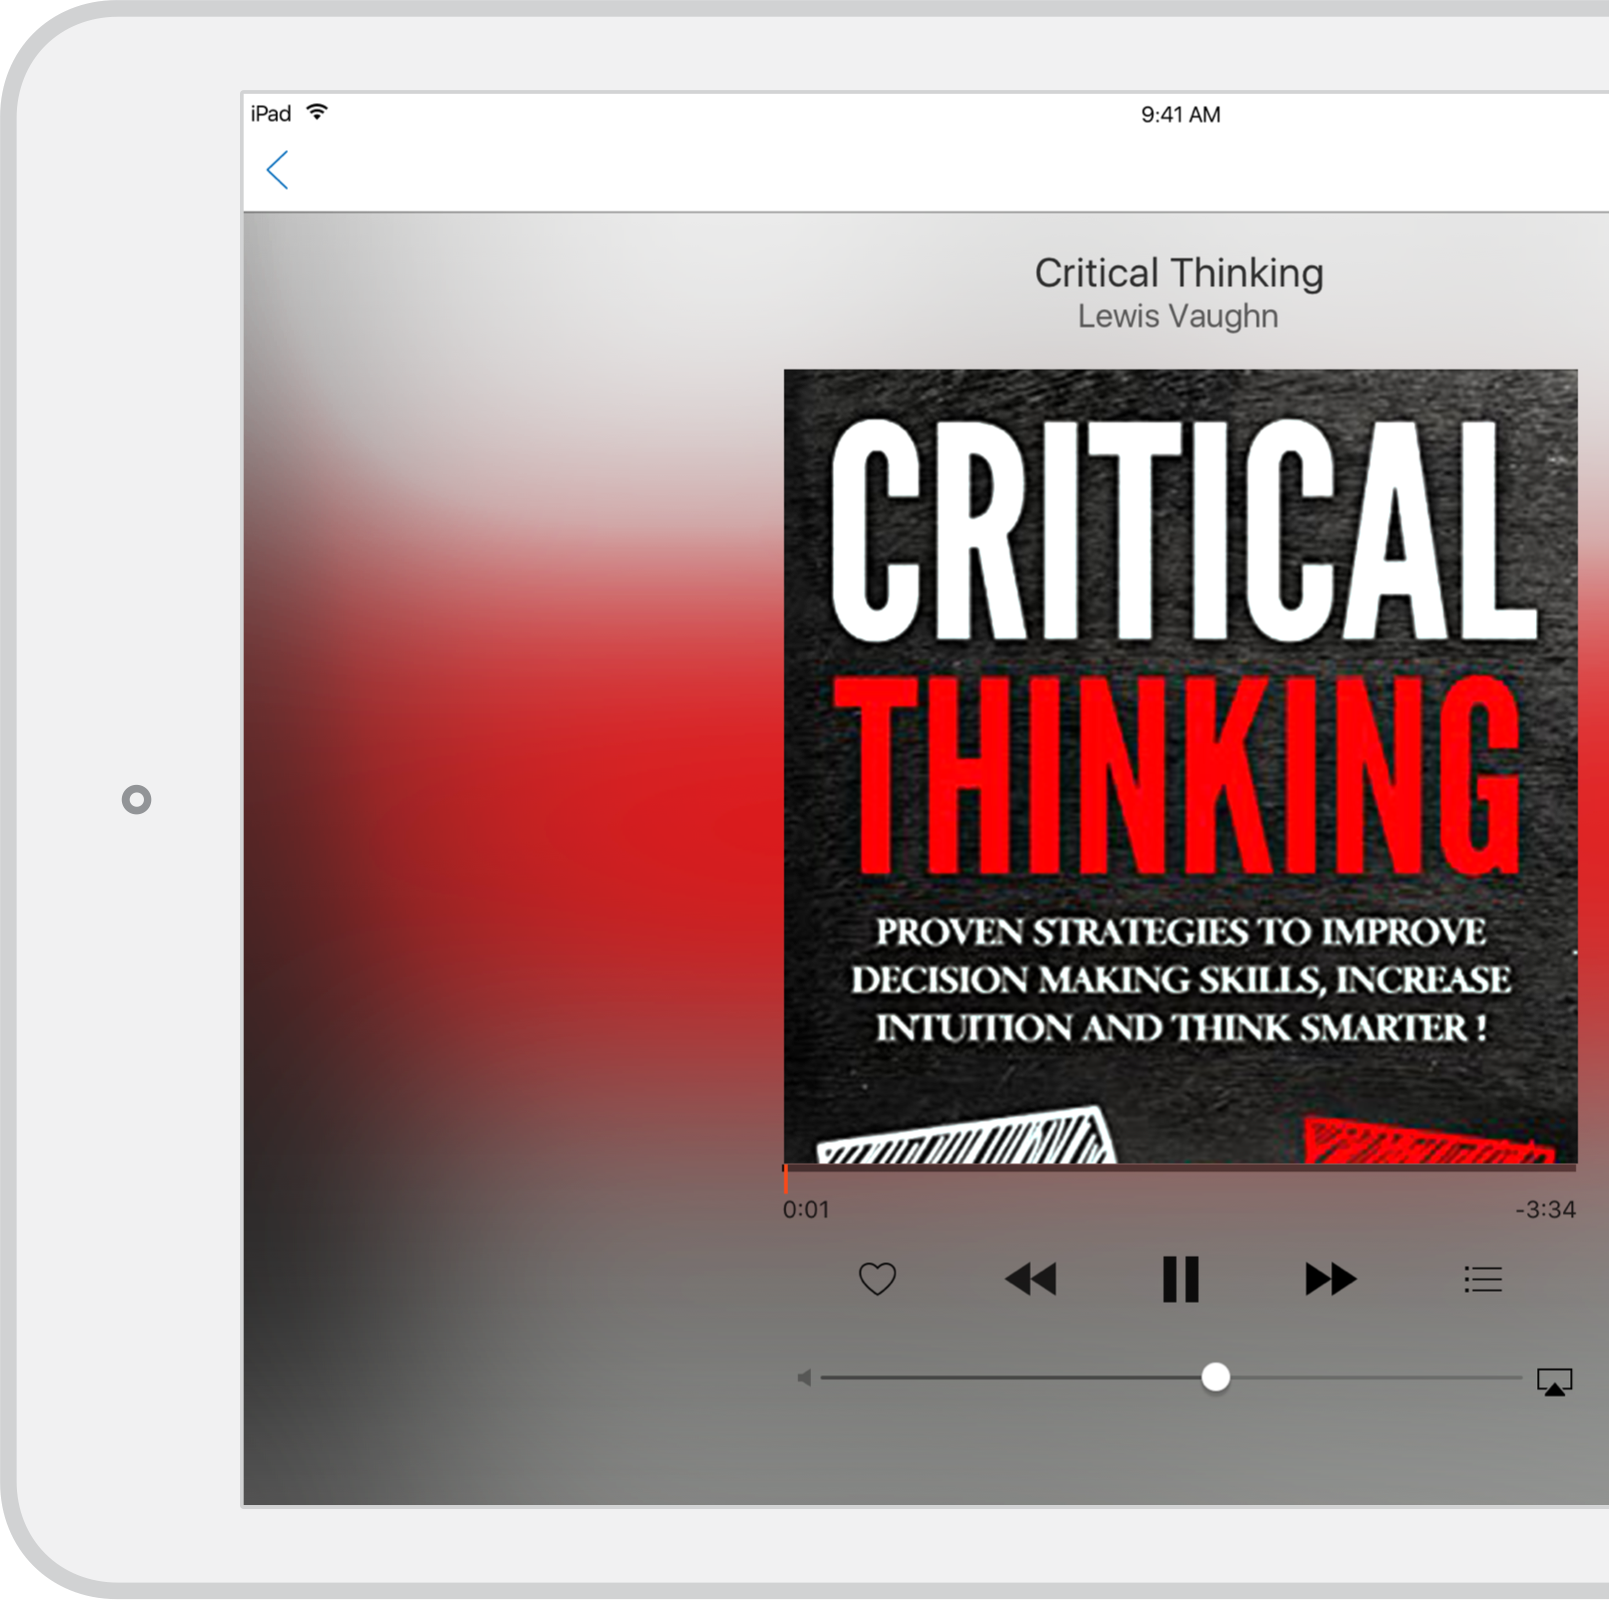 iPad
9:41 AM
Critical Thinking
Lewis Vaughn
CRITICAL
THINKING
PROVEN STRATEGIES TO IMPROVE
DECISION MAKING SKILLS, INCREASE
INTUITION AND THINK SMARTER !
0:01
-3:34